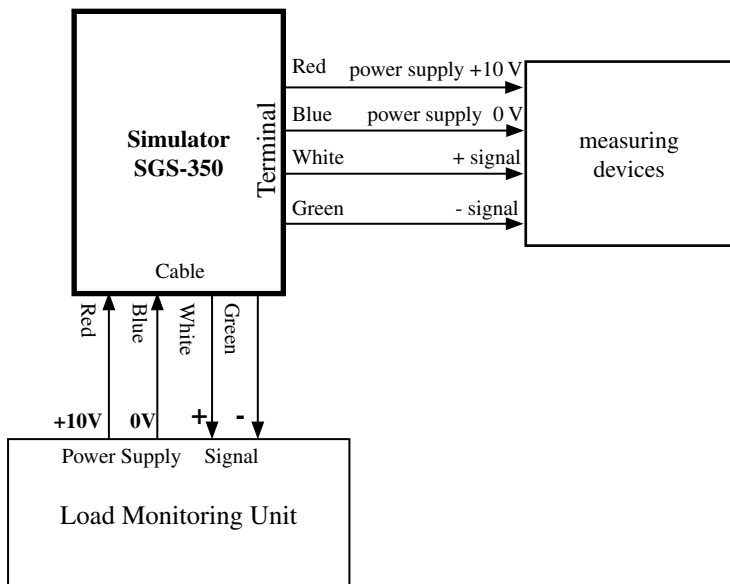 Red power supply +10 V
Blue power supply 0 V
Simulator
SGS-350
Terminal
White + signal
Green - signal
measuring
devices
Cable
Red
Blue
White
Green
+10V 0V + -
Power Supply Signal
Load Monitoring Unit